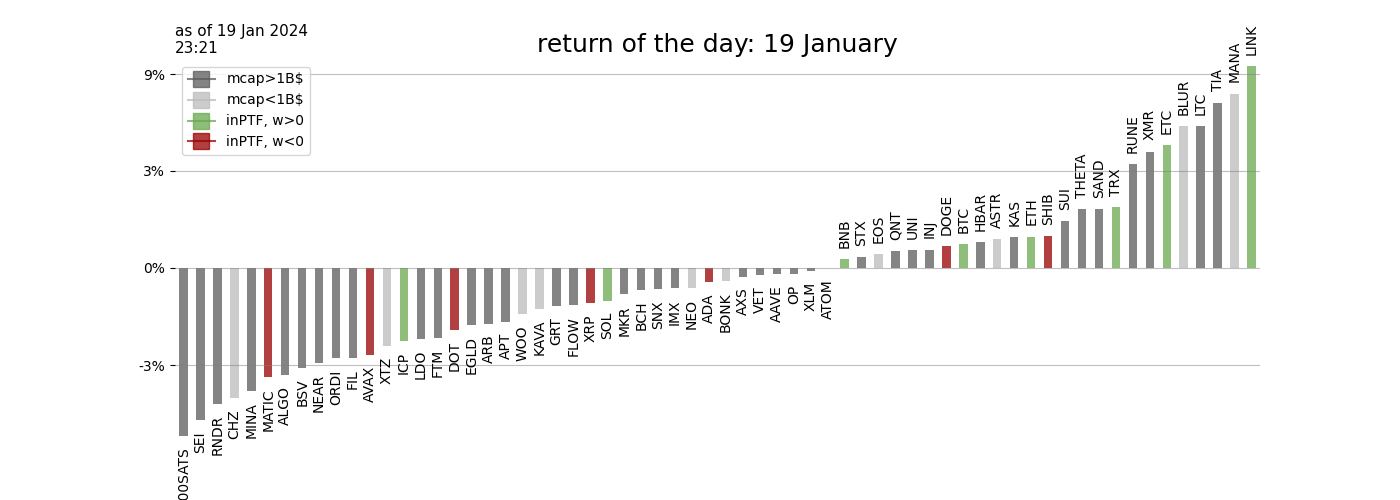 as of 19 Jan 2024
23:21
return of the day: 19 January
mcap>1B$
mcap<1B$
inPTF, w>0
inPTF, w<0
9%
3%
0%
-3%
00SATS
SEI
RNDR
CHZ
MINA
MATIC
ALGO
BSV
NEAR
ORDI
FIL
AVAX
XTZ
ICP
LDO
FTM
DOT
EGLD
ARB
APT
WOO
KAVA
GRT
FLOW
XRP
SOL
MKR
BCH
SNX
IMX
NEO
ADA
BONK
AXS
VET
AAVE
OP
XLM
ATOM
BNB
STX
EOS
QNT
UNI
INJ
DOGE
BTC
HBAR
ASTR
KAS
ETH
SHIB
SUI
THETA
SAND
TRX
RUNE
XMR
ETC
BLUR
LTC
TIA
MANA
LINK